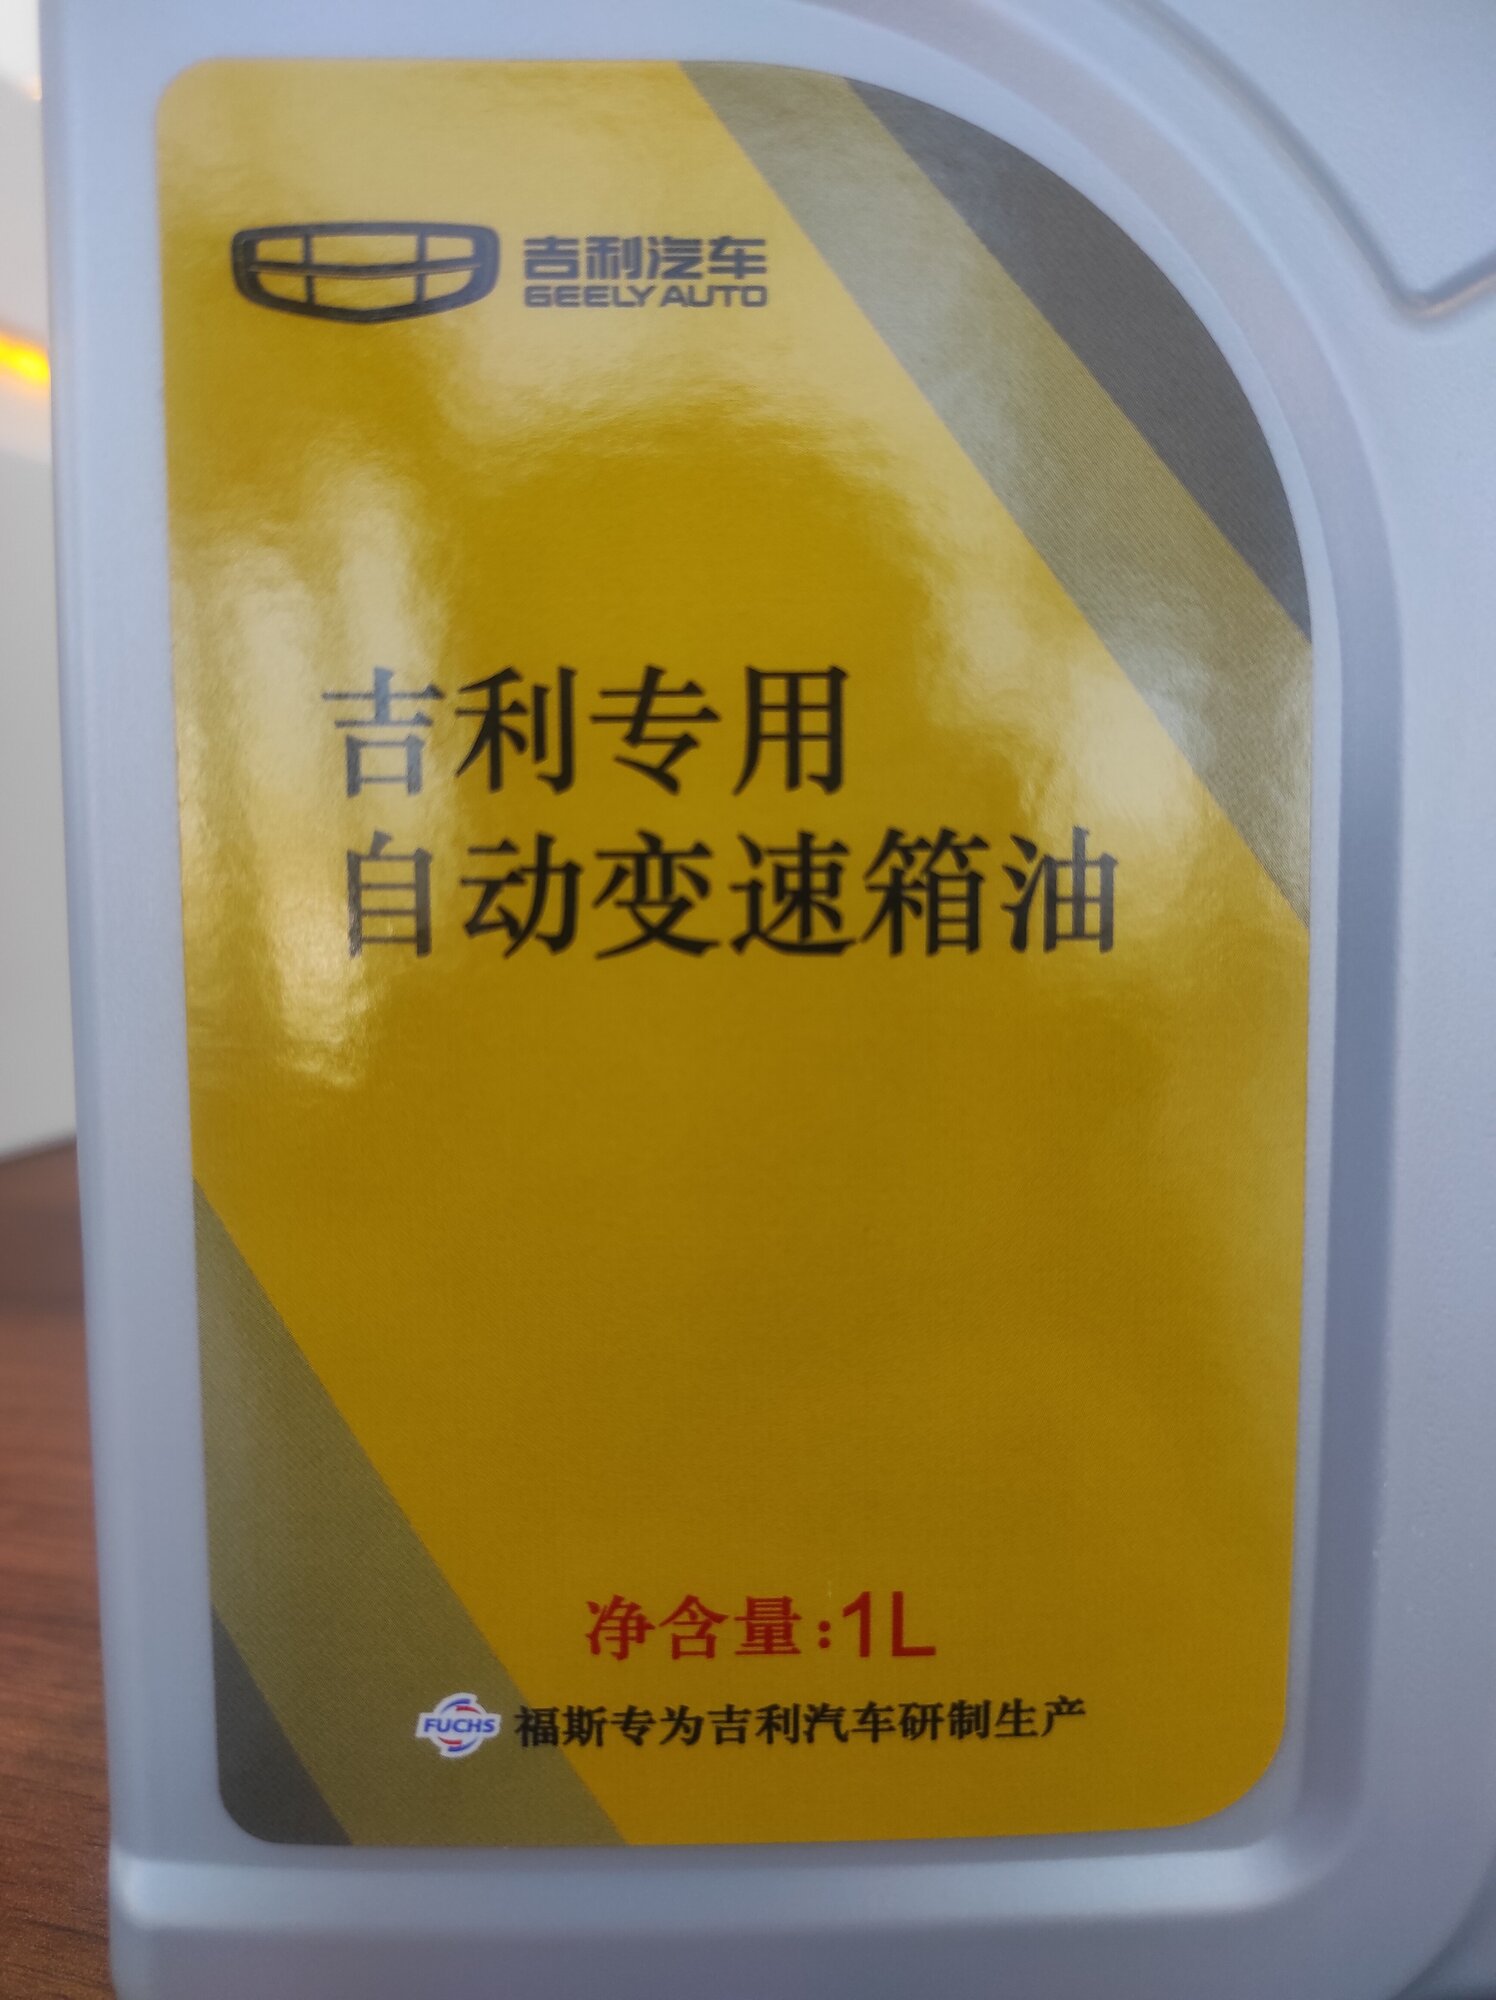 吉利汽车
GEELY AUTO
吉利专用
自动变速箱油
净含量:1L
FUCHS 福斯专为吉利汽车研制生产